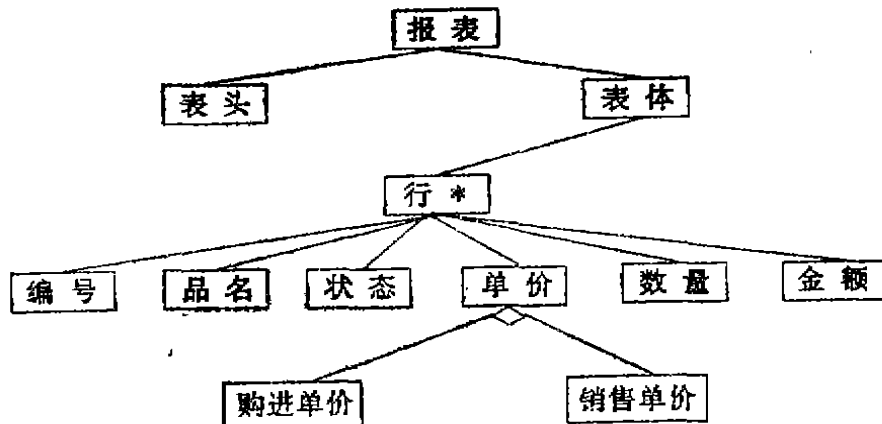 报表
表头 表体
行 *
编号 品名 状态 单价 数量 金额
购进单价 销售单价